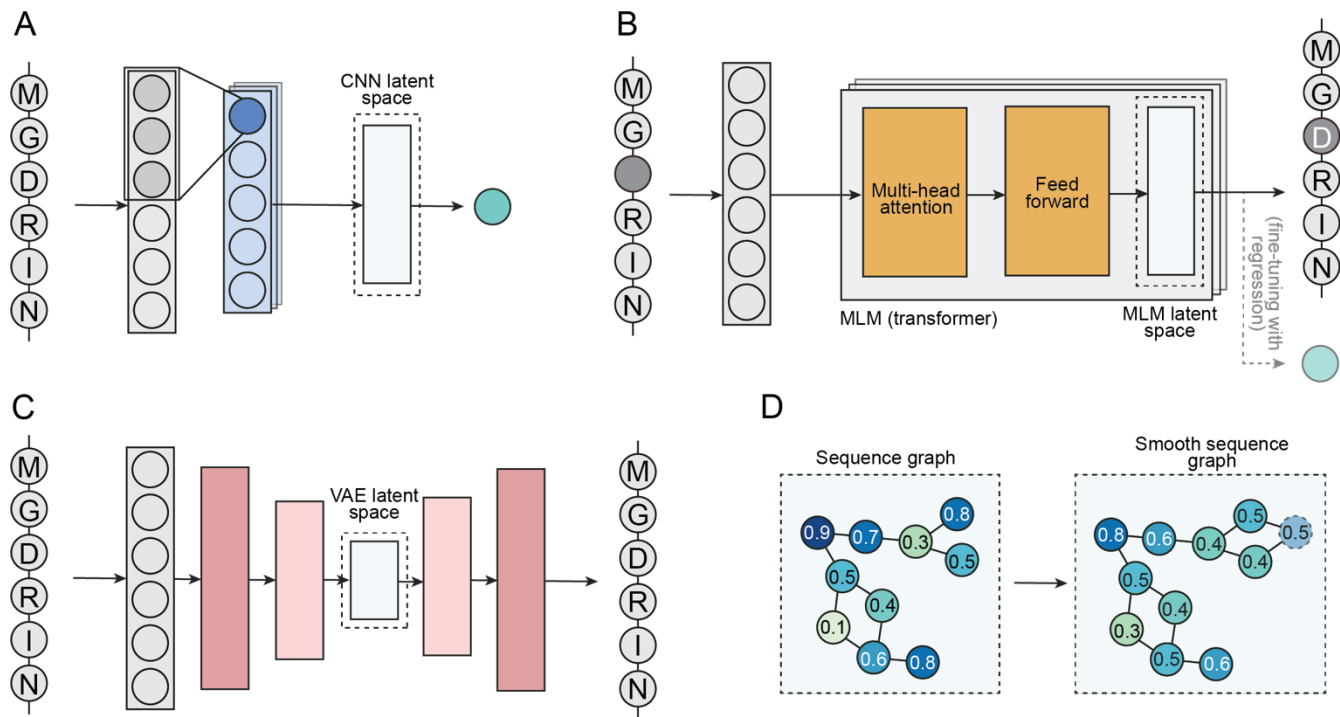 A
M
G
D
R
I
N
CNN latent
space
B
M
G
R
I
N
Multi-head
attention
Feed
forward
MLM (transformer)
MLM latent
space
(fine-tuning with
regression)
M
G
D
R
I
N
C
M
G
D
R
I
N
VAE latent
space
M
G
D
R
I
N
D
Sequence graph
0.9
0.7
0.3
0.8
0.5
0.5
0.4
0.1
0.6
0.8
Smooth sequence
graph
0.8
0.6
0.4
0.5
0.5
0.4
0.5
0.4
0.3
0.5
0.6